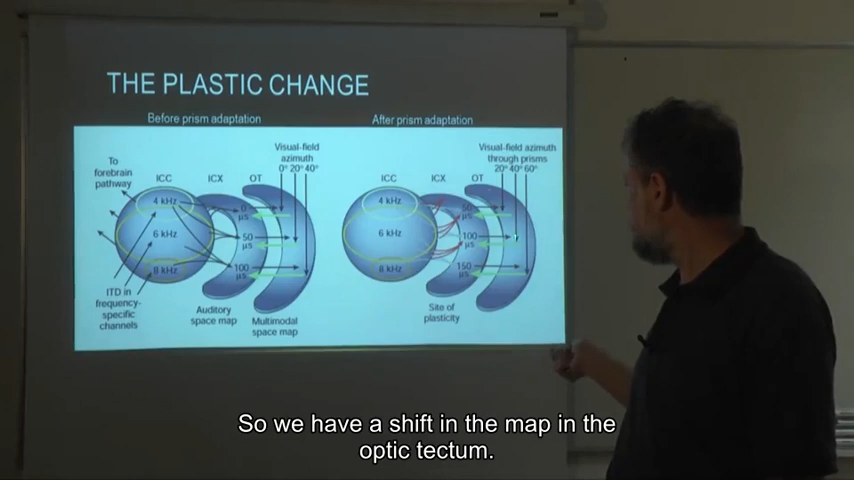 THE PLASTIC CHANGE
Before prism adaptation
To
forebrain
pathway
ICC
ICX
OT
Visual-field
azimuth
0° 20° 40°
4 kHz
6 kHz
8 kHz
0
µs
50
µs
100
µs
ITD in
frequency-
specific
channels
Auditory
space map
Multimodal
space map
After prism adaptation
ICC
ICX
OT
Visual-field azimuth
through prisms
20° 40° 60°
4 kHz
6 kHz
8 kHz
50
µs
100
µs
150
µs
Site of
plasticity
So we have a shift in the map in the
optic tectum.